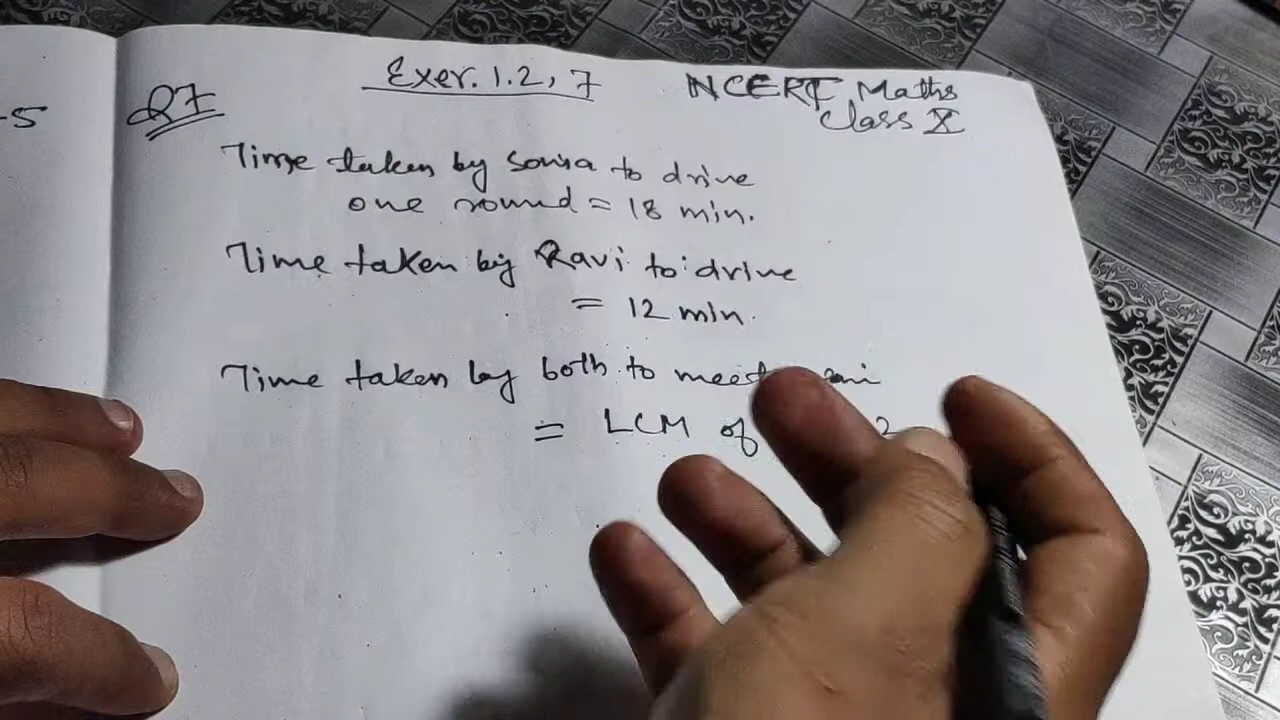 -5
Q7
Exer. 1.2, 7
NCERT Maths
Class X
Time taken by Sonia to drive
one round = 18 min.
Time taken by Ravi to drive
= 12 min.
Time taken by both to meet
= LCM of